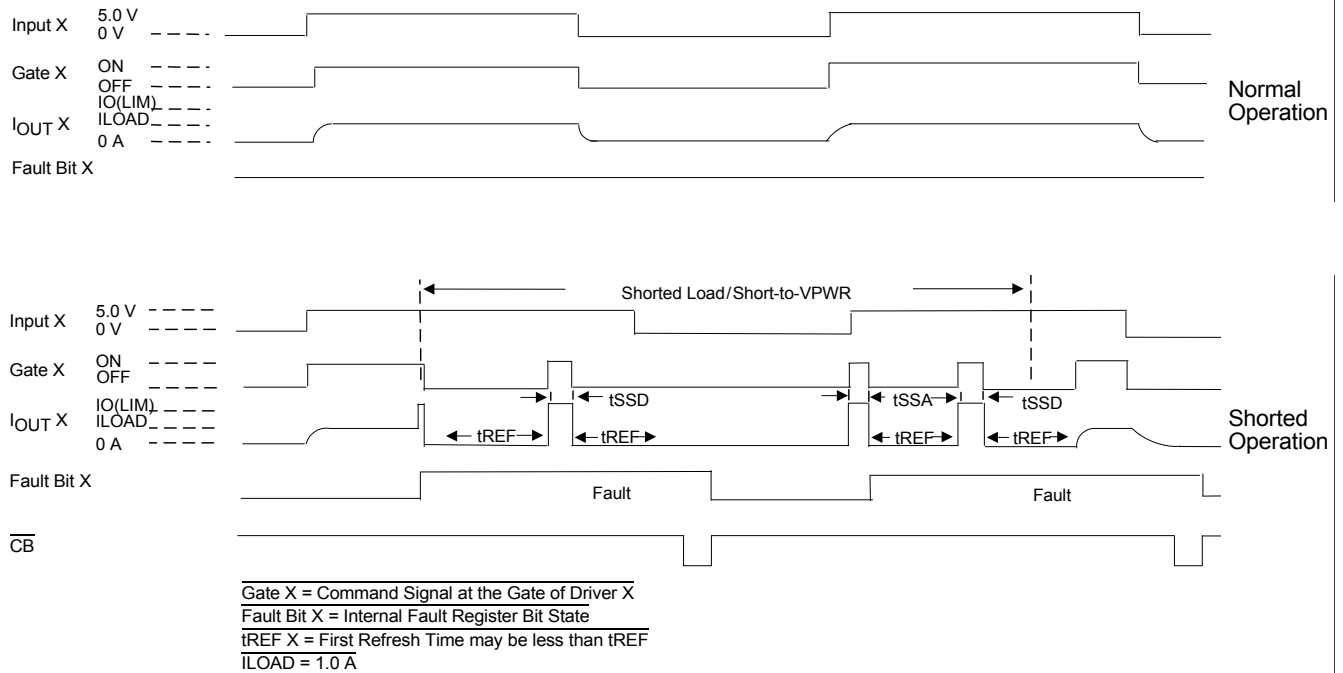 Input X 5.0 V
0 V
Gate X ON
OFF
IO(LIM)
IOUT X ILOAD
0 A
Fault Bit X
Normal
Operation
Shorted Load/Short-to-VPWR
Input X 5.0 V
0 V
Gate X ON
OFF
IO(LIM)
IOUT X ILOAD
0 A
tSSD tSSA tSSD
tREF tREF tREF tREF
Shorted
Operation
Fault Bit X Fault Fault
CB
Gate X = Command Signal at the Gate of Driver X
Fault Bit X = Internal Fault Register Bit State
tREF X = First Refresh Time may be less than tREF
ILOAD = 1.0 A